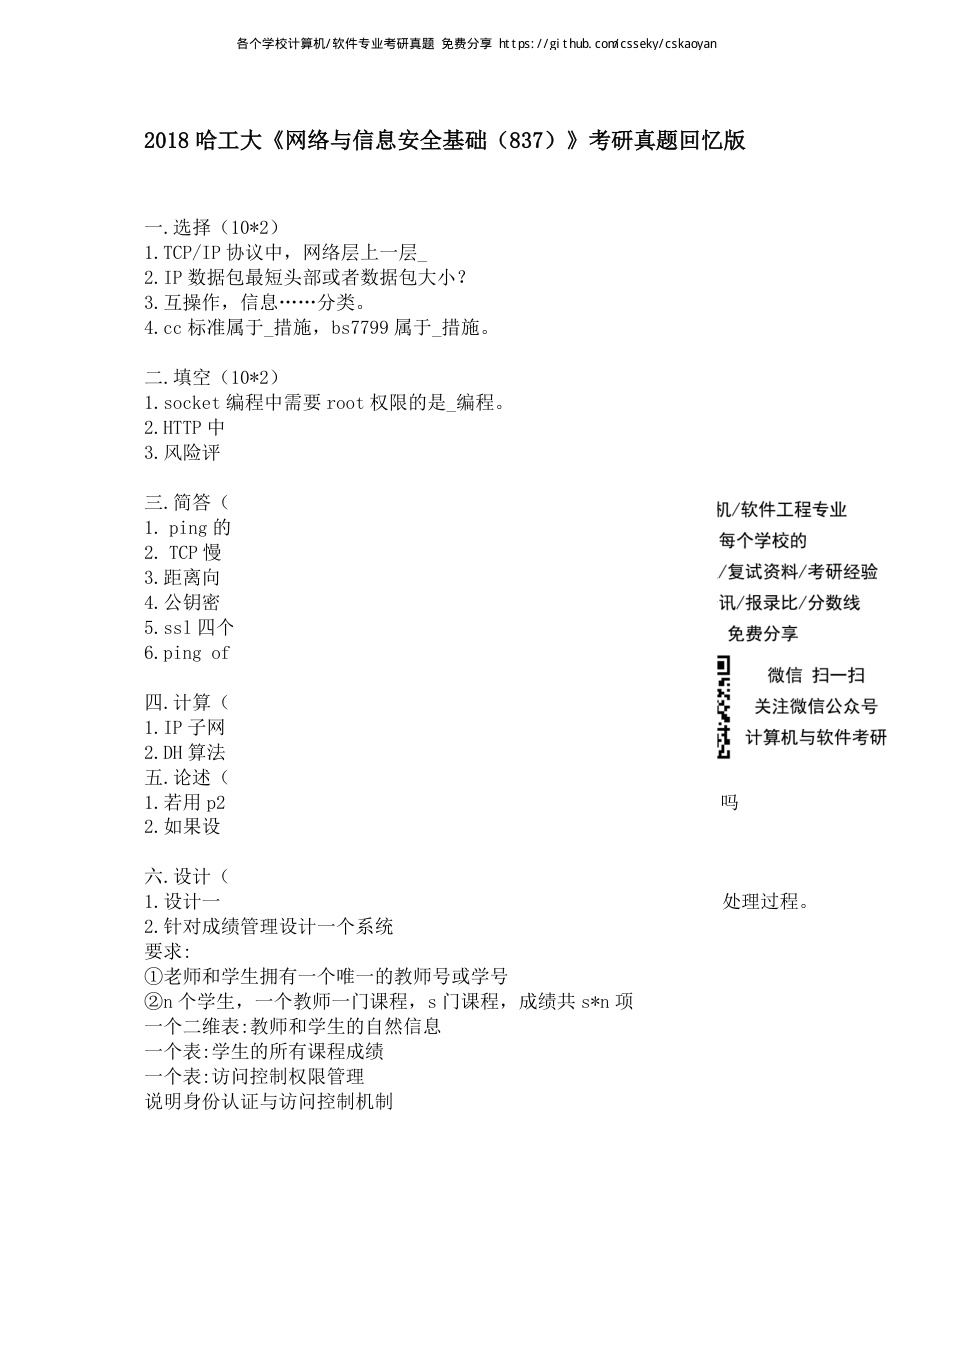 各个学校计算机/软件专业考研真题 免费分享 https://github.com/csseky/cskaoyan
2018 哈工大《网络与信息安全基础（837）》考研真题回忆版
一.选择（10*2）
1.TCP/IP 协议中，网络层上一层_
2.IP 数据包最短头部或者数据包大小？
3.互操作，信息……分类。
4.cc 标准属于_措施，bs7799 属于_措施。
二.填空（10*2）
1.socket 编程中需要 root 权限的是_编程。
2.HTTP 中
3.风险评
三.简答（
1. ping 的
2. TCP 慢
3.距离向
4.公钥密
5.ssl 四个
6.ping of
机/软件工程专业
每个学校的
/复试资料/考研经验
讯/报录比/分数线
免费分享
微信 扫一扫
关注微信公众号
计算机与软件考研
四.计算（
1.IP 子网
2.DH 算法
五.论述（
1.若用 p2 吗
2.如果设
六.设计（
1.设计一 处理过程。
2.针对成绩管理设计一个系统
要求:
①老师和学生拥有一个唯一的教师号或学号
②n 个学生，一个教师一门课程，s 门课程，成绩共 s*n 项
一个二维表:教师和学生的自然信息
一个表:学生的所有课程成绩
一个表:访问控制权限管理
说明身份认证与访问控制机制